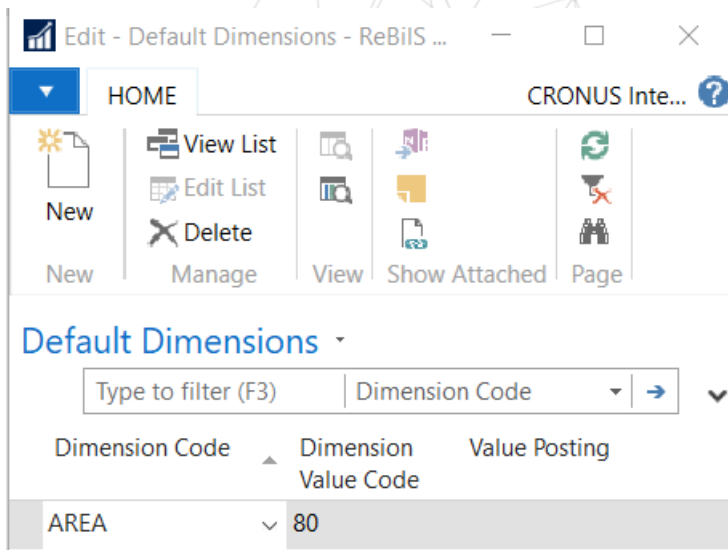 Edit - Default Dimensions - ReBilS ...
HOME
CRONUS Inte... ?
View List
Edit List
New
Delete
New
Manage
View
Show Attached
Page
Default Dimensions
Type to filter (F3)
Dimension Code
Dimension Code
Dimension
Value Code
Value Posting
AREA
80